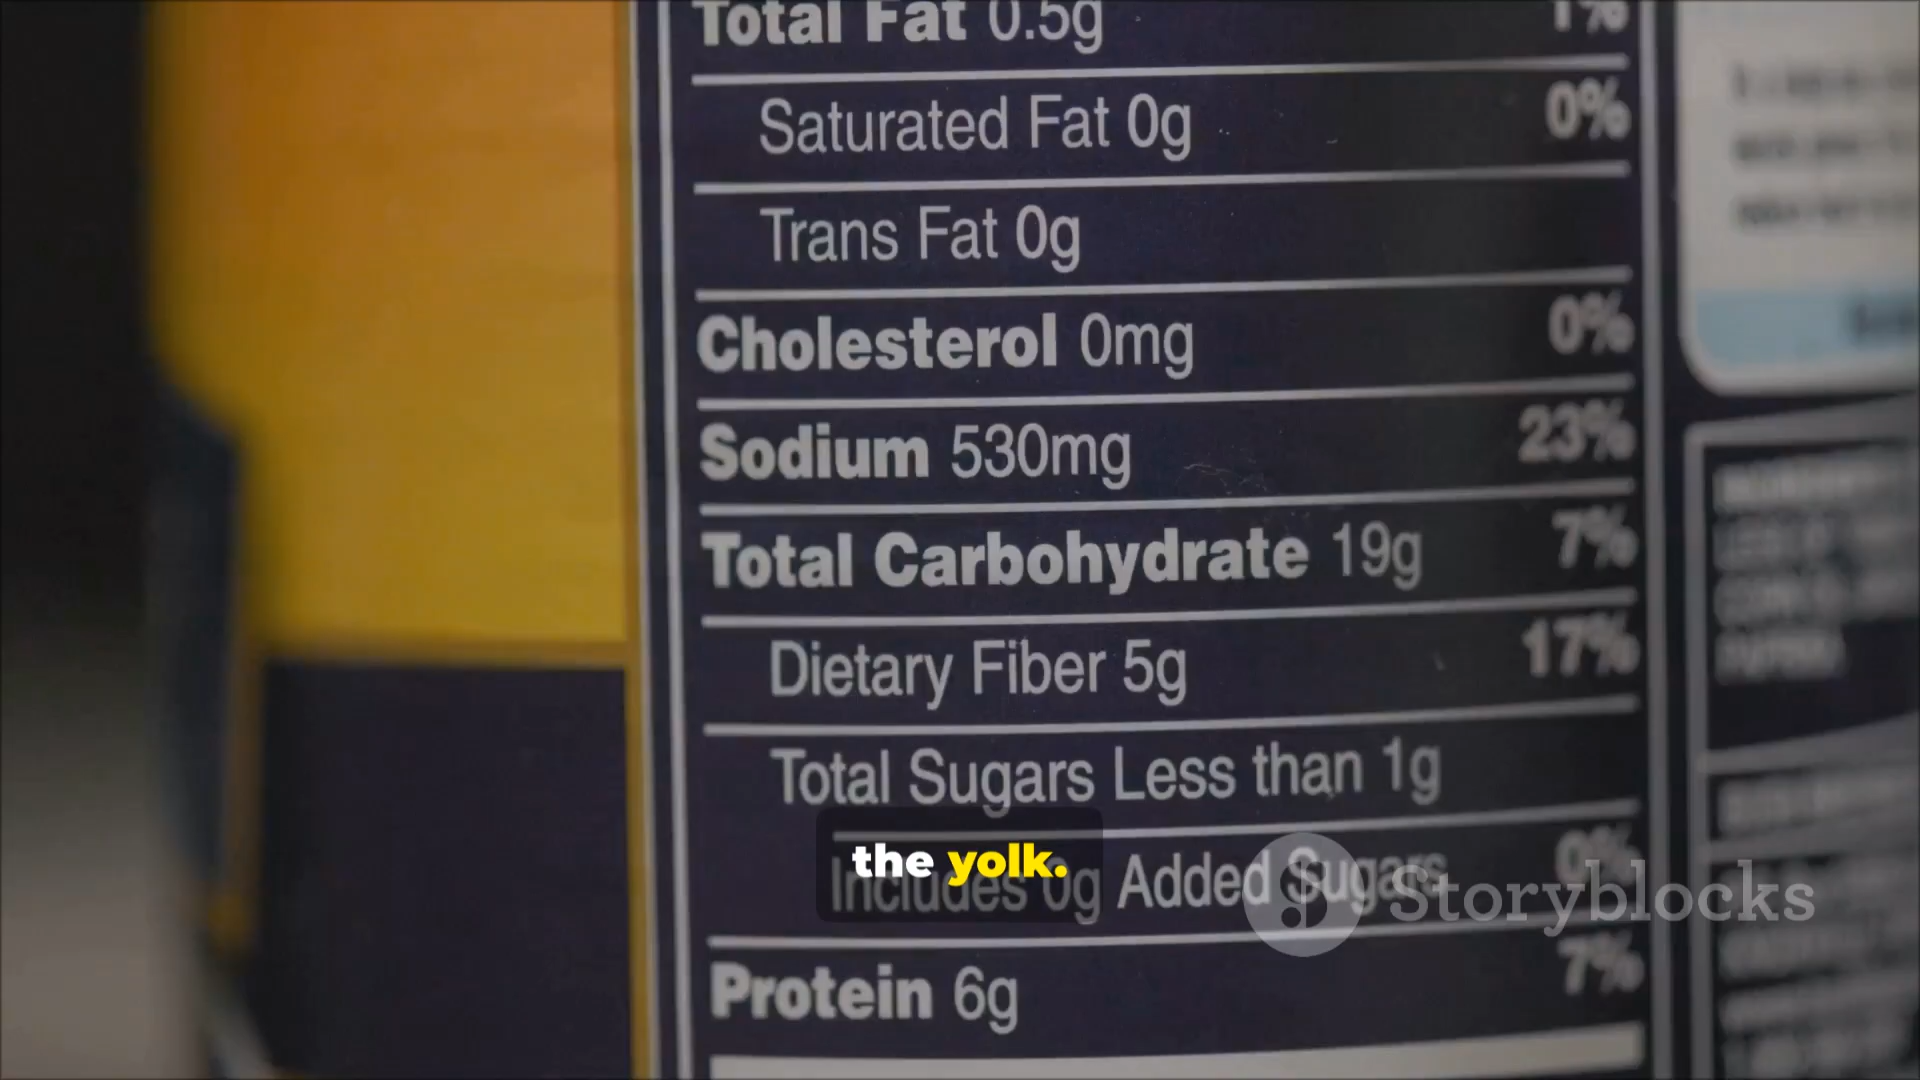 Total Fat 0.5g 1%
Saturated Fat 0g 0%
Trans Fat 0g
Cholesterol 0mg 0%
Sodium 530mg 23%
Total Carbohydrate 19g 7%
Dietary Fiber 5g 17%
Total Sugars Less than 1g
the yolk.
Includes 0g Added Sugars 0%
Storyblocks
Protein 6g 7%